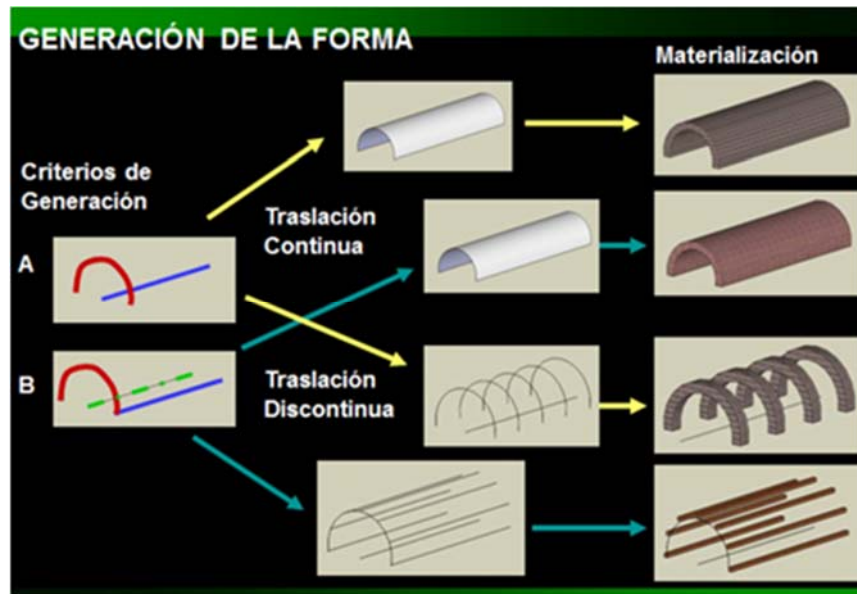 GENERACIÓN DE LA FORMA
Materialización
Criterios de
Generación
Traslación
Continua
A
B
Traslación
Discontinua